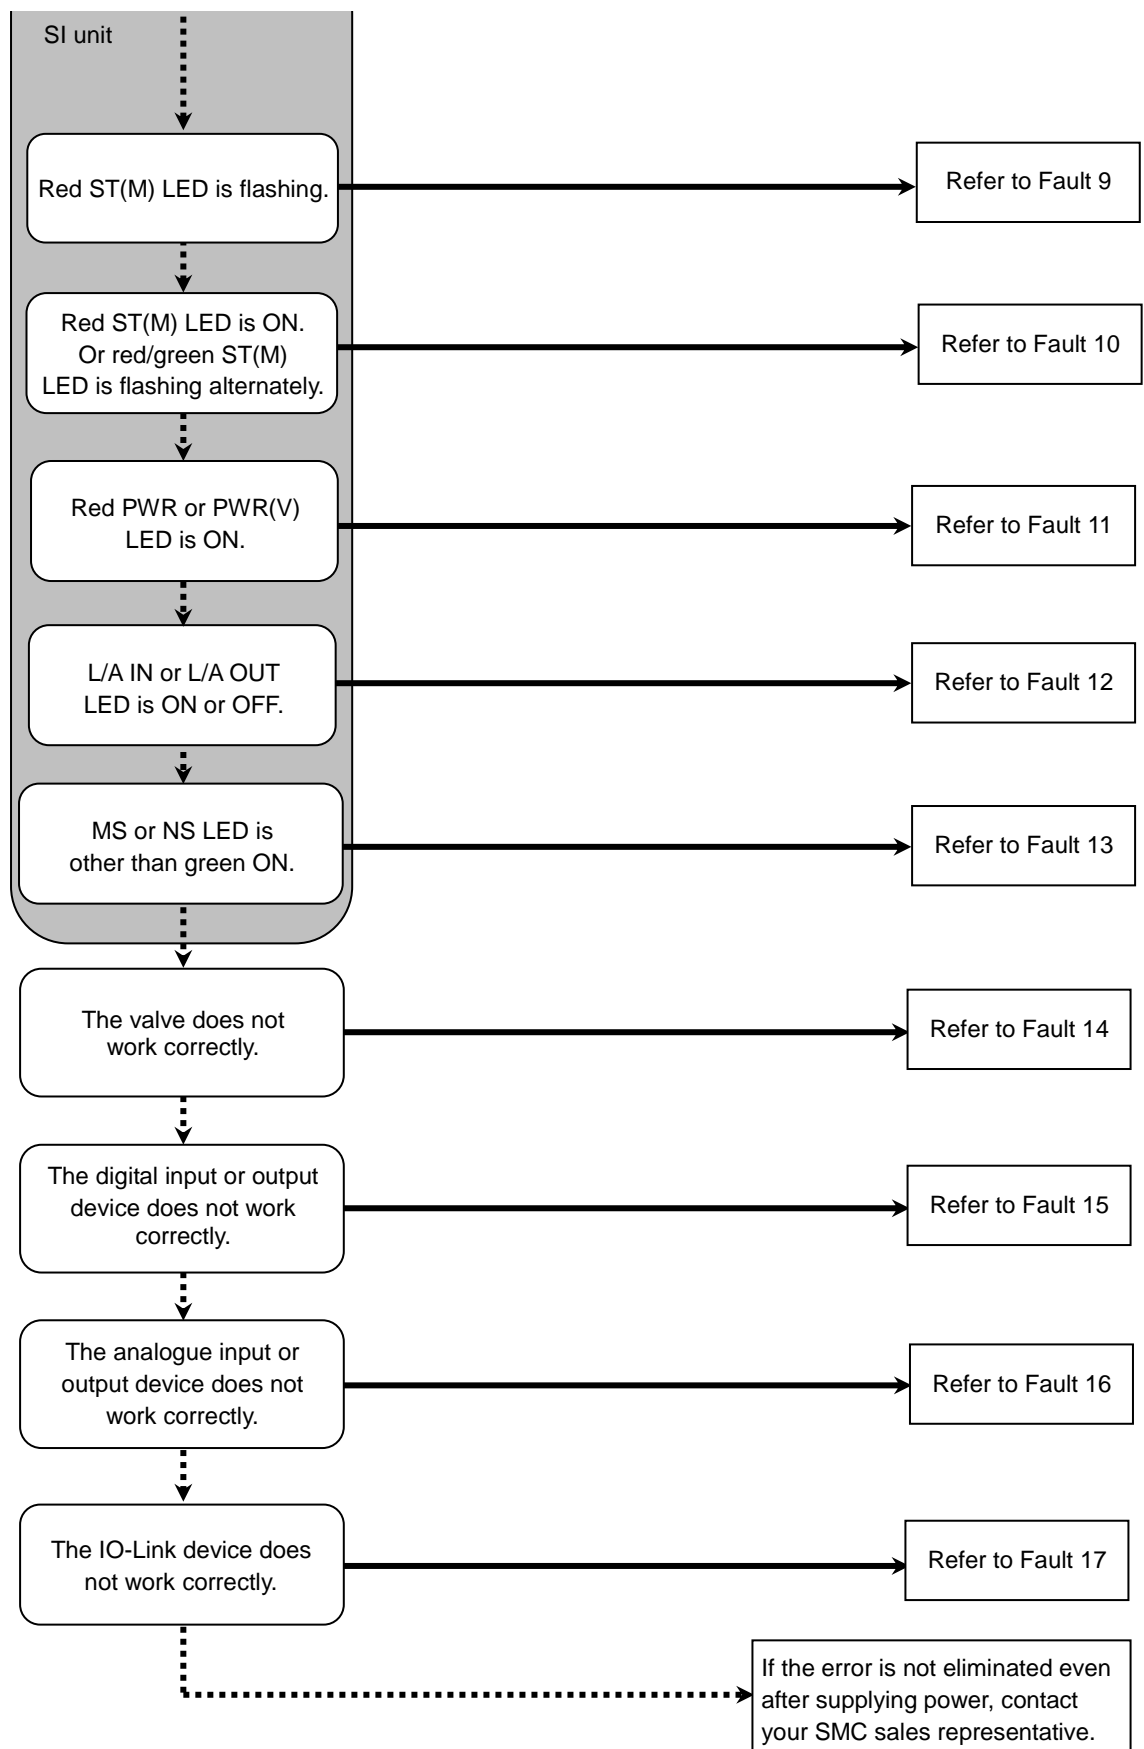 SI unit
Red ST(M) LED is flashing.
Refer to Fault 9
Red ST(M) LED is ON.
Or red/green ST(M)
LED is flashing alternately.
Refer to Fault 10
Red PWR or PWR(V)
LED is ON.
Refer to Fault 11
L/A IN or L/A OUT
LED is ON or OFF.
Refer to Fault 12
MS or NS LED is
other than green ON.
Refer to Fault 13
The valve does not
work correctly.
Refer to Fault 14
The digital input or output
device does not work
correctly.
Refer to Fault 15
The analogue input or
output device does not
work correctly.
Refer to Fault 16
The IO-Link device does
not work correctly.
Refer to Fault 17
If the error is not eliminated even
after supplying power, contact
your SMC sales representative.